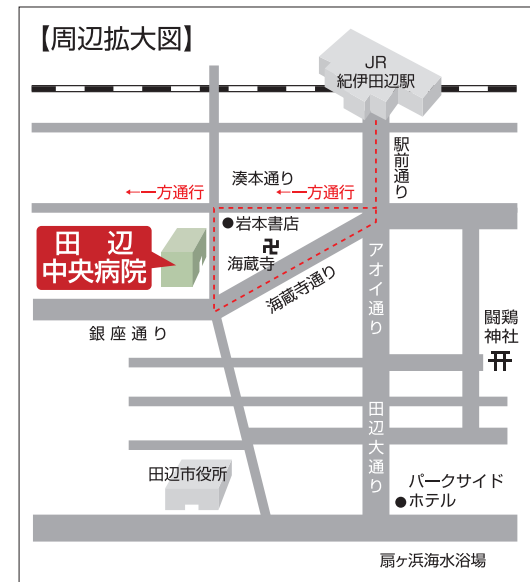 【周辺拡大図】
JR
紀伊田辺駅
駅前通り
湊本通り
←一方通行
←一方通行
●岩本書店
卍
海蔵寺
田辺
中央病院
海蔵寺通り
アオイ通り
銀座通り
闘鶏
神社
田辺大通り
田辺市役所
パークサイド
●ホテル
扇ヶ浜海水浴場